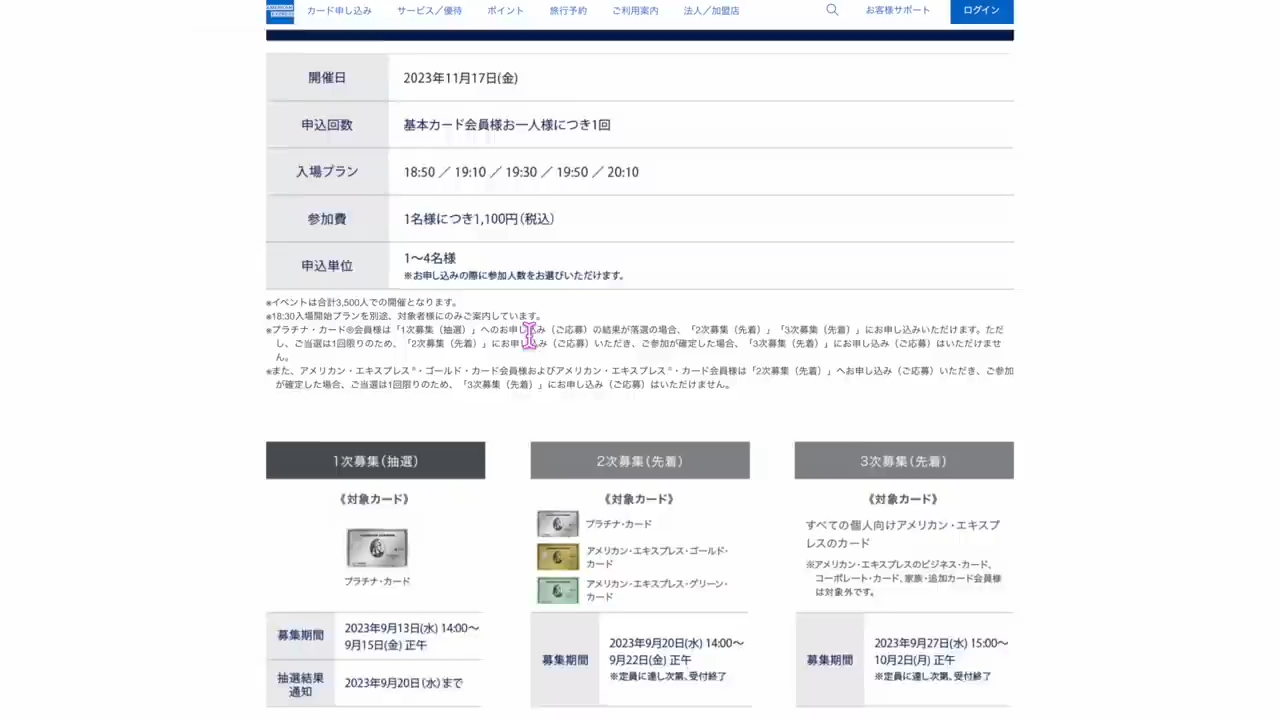 AMERICAN EXPRESS
カード申し込み
サービス／優待
ポイント
旅行予約
ご利用案内
法人／加盟店
お客様サポート
ログイン
開催日
2023年11月17日(金)
申込回数
基本カード会員様お一人様につき1回
入場プラン
18:50 ／ 19:10 ／ 19:30 ／ 19:50 ／ 20:10
参加費
1名様につき1,100円(税込)
申込単位
1～4名様
※お申し込みの際に参加人数をお選びいただけます。
※イベントは合計3,500人での開催となります。
※18:30入場開始プランを別途、対象者様にのみご案内しています。
※プラチナ・カード®会員様は「1次募集（抽選）」へのお申し込み（ご応募）の結果が落選の場合、「2次募集（先着）」「3次募集（先着）」にお申し込みいただけます。ただ
し、ご当選は1回限りのため、「2次募集（先着）」にお申し込み（ご応募）いただき、ご参加が確定した場合、「3次募集（先着）」にお申し込み（ご応募）はいただけませ
ん。
※また、アメリカン・エキスプレス®・ゴールド・カード会員様およびアメリカン・エキスプレス®・カード会員様は「2次募集（先着）」へお申し込み（ご応募）いただき、ご参加
が確定した場合、ご当選は1回限りのため、「3次募集（先着）」にお申し込み（ご応募）はいただけません。
1次募集(抽選)
《対象カード》
プラチナ・カード
募集期間
2023年9月13日(水) 14:00～
9月15日(金) 正午
抽選結果
通知
2023年9月20日(水)まで
2次募集(先着)
《対象カード》
プラチナ・カード
アメリカン・エキスプレス・ゴールド・
カード
アメリカン・エキスプレス・グリーン・
カード
募集期間
2023年9月20日(水) 14:00～
9月22日(金) 正午
※定員に達し次第、受付終了
3次募集(先着)
《対象カード》
すべての個人向けアメリカン・エキスプ
レスのカード
※アメリカン・エキスプレスのビジネス・カード、
コーポレート・カード、家族・追加カード会員様
は対象外です。
募集期間
2023年9月27日(水) 15:00～
10月2日(月) 正午
※定員に達し次第、受付終了